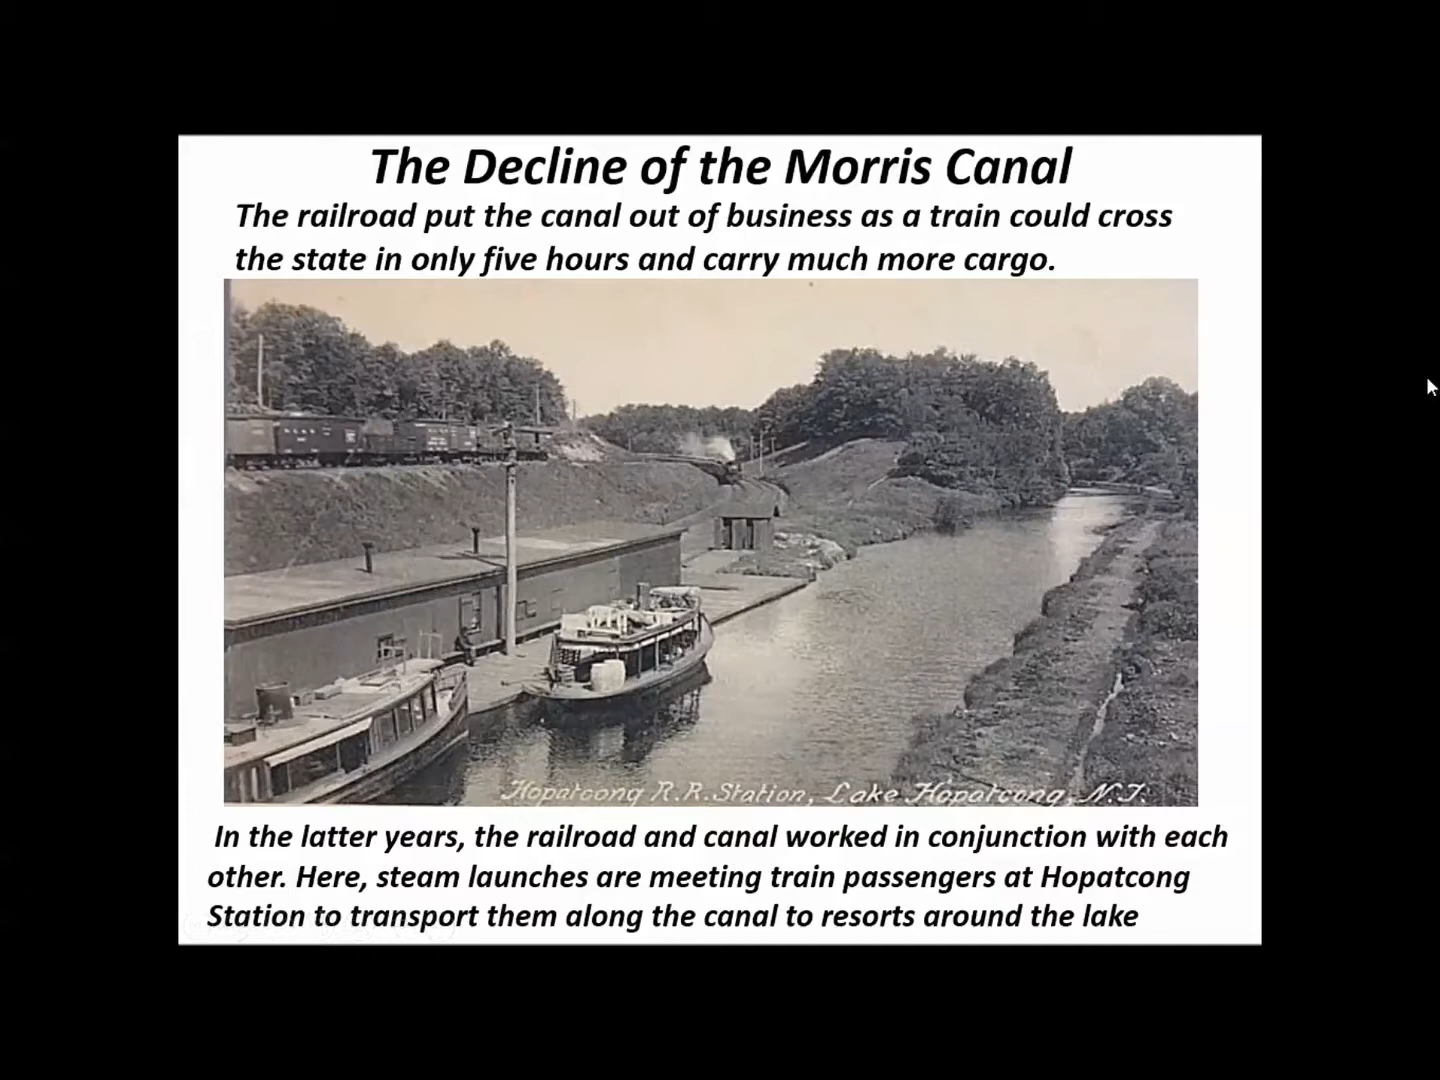 The Decline of the Morris Canal
The railroad put the canal out of business as a train could cross
the state in only five hours and carry much more cargo.
Hopatcong R.R. Station, Lake Hopatcong, N.J.
In the latter years, the railroad and canal worked in conjunction with each
other. Here, steam launches are meeting train passengers at Hopatcong
Station to transport them along the canal to resorts around the lake